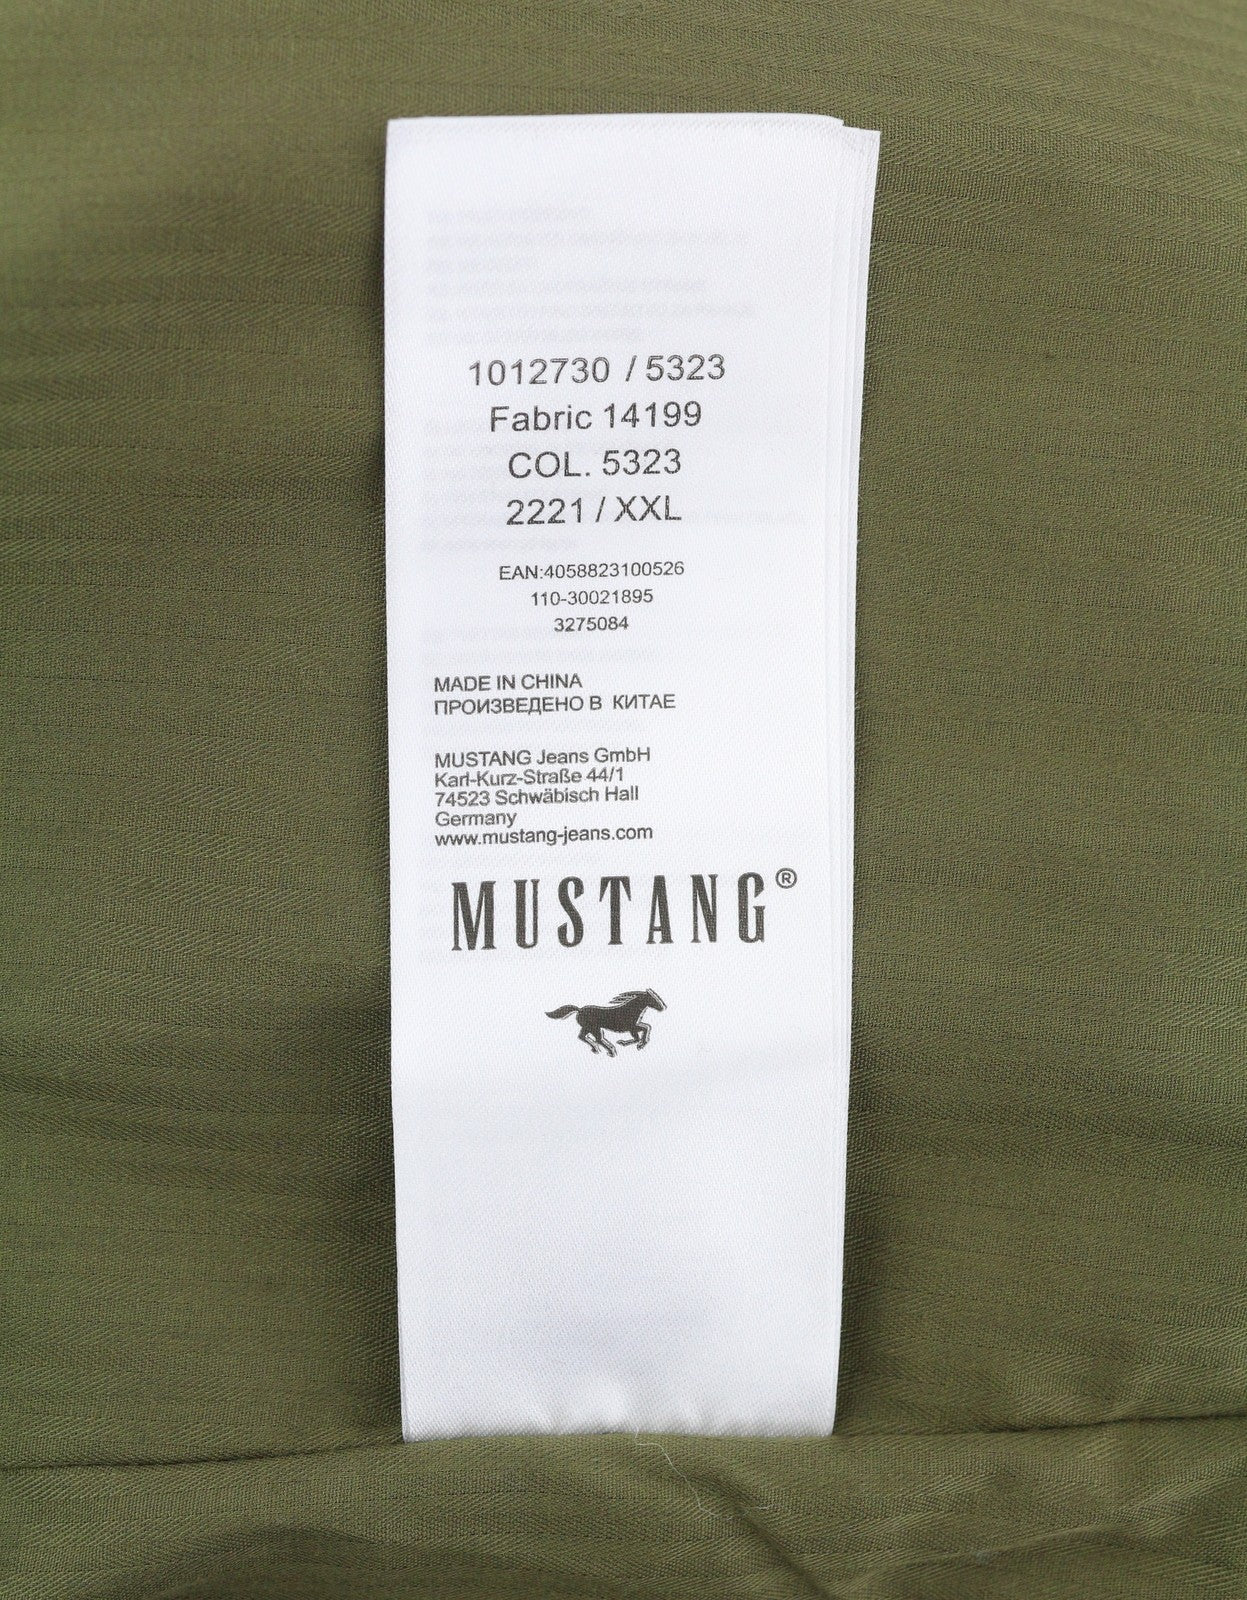 1012730 / 5323
Fabric 14199
COL. 5323
2221 / XXL
EAN:4058823100526
110-30021895
3275084
MADE IN CHINA
ПРОИЗВЕДЕНО В КИТАЕ
MUSTANG Jeans GmbH
Karl-Kurz-Straße 44/1
74523 Schwäbisch Hall
Germany
www.mustang-jeans.com
MUSTANG®